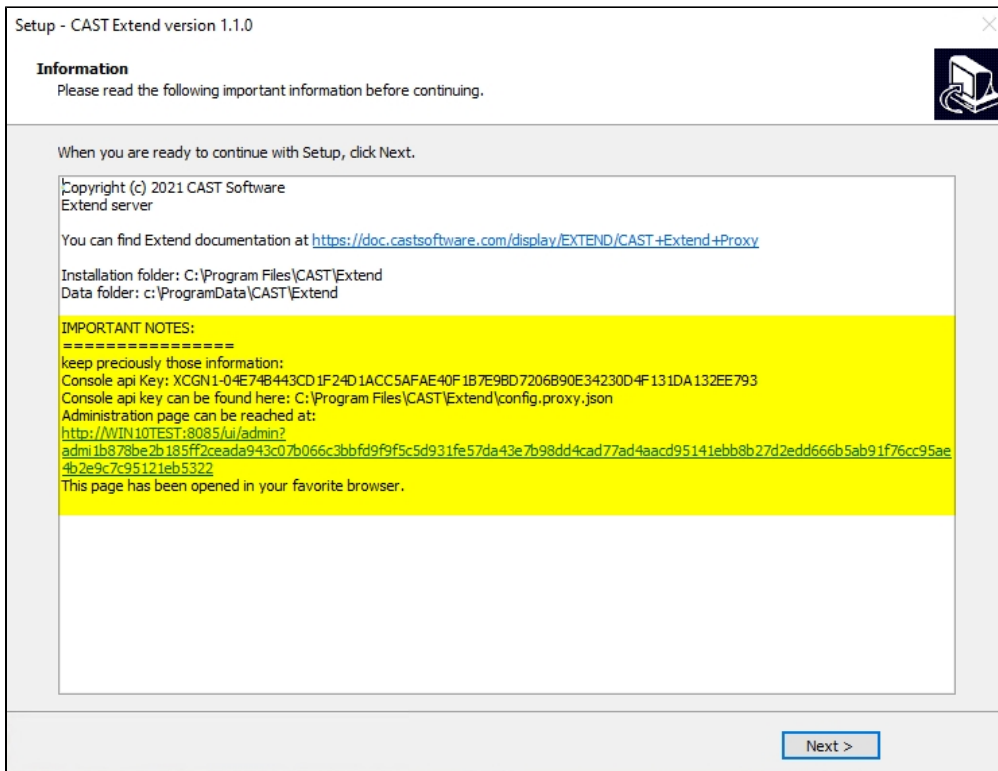 Setup - CAST Extend version 1.1.0
Information
Please read the following important information before continuing.
When you are ready to continue with Setup, click Next.
Copyright (c) 2021 CAST Software
Extend server
You can find Extend documentation at https://doc.castsoftware.com/display/EXTEND/CAST+Extend+Proxy
Installation folder: C:\Program Files\CAST\Extend
Data folder: c:\ProgramData\CAST\Extend
IMPORTANT NOTES:
================
keep preciously those information:
Console api Key: XCGN1-04E74B443CD1F24D1ACC5AFAE40F1B7E9BD7206B90E34230D4F131DA132EE793
Console api key can be found here: C:\Program Files\CAST\Extend\config.proxy.json
Administration page can be reached at:
http://WIN10TEST:8085/ui/admin?
admi1b878be2b185ff2ceada943c07b066c3bbfd9f9f5c5d931fe57da43e7b98dd4cad77ad4aacd95141ebb8b27d2edd666b5ab91f76cc95ae
4b2e9c7c95121eb5322
This page has been opened in your favorite browser.
Next >